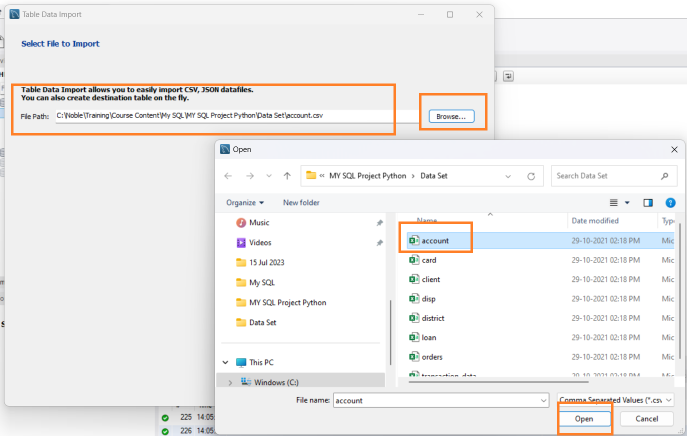 Table Data Import
Select File to Import
Table Data Import allows you to easily import CSV, JSON datafiles.
You can also create destination table on the fly.
File Path: C:\Noble\Training\Course Content\My SQL\MY SQL Project Python\Data Set\account.csv
Browse...
Open
« MY SQL Project Python > Data Set
Search Data Set
Organize
New folder
Name
Date modified
Typ
Music
Videos
15 Jul 2023
My SQL
MY SQL Project Python
Data Set
This PC
Windows (C:)
account 29-10-2021 02:18 PM Mic
card 29-10-2021 02:18 PM Mic
client 29-10-2021 02:18 PM Mic
disp 29-10-2021 02:18 PM Mic
district 29-10-2021 02:18 PM Mic
loan 29-10-2021 02:18 PM Mic
orders 29-10-2021 02:18 PM Mic
transaction_data 29-10-2021 02:18 PM Mic
File name: account
Comma Separated Values (*.csv
Open
Cancel
225 14:05
226 14:05